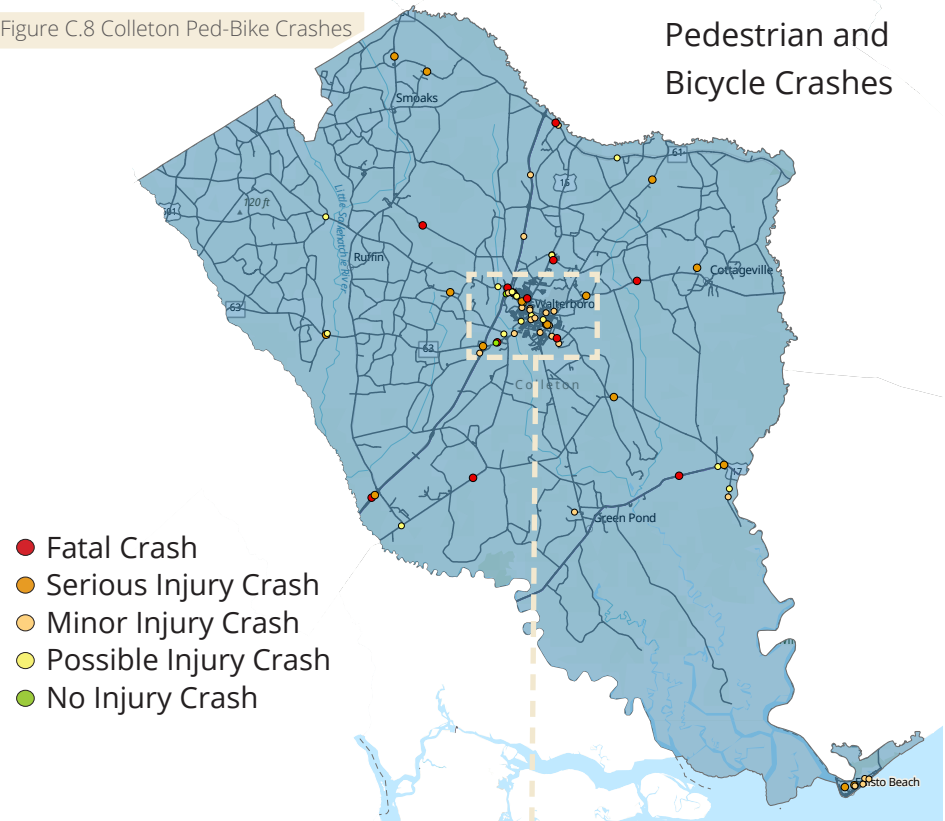 Figure C.8 Colleton Ped-Bike Crashes
Pedestrian and
Bicycle Crashes
Smoaks
61
15
120 ft
Ruffin
Cottageville
63
Walterboro
63
Colleton
17
Green Pond
Fatal Crash
Serious Injury Crash
Minor Injury Crash
Possible Injury Crash
No Injury Crash
Beach